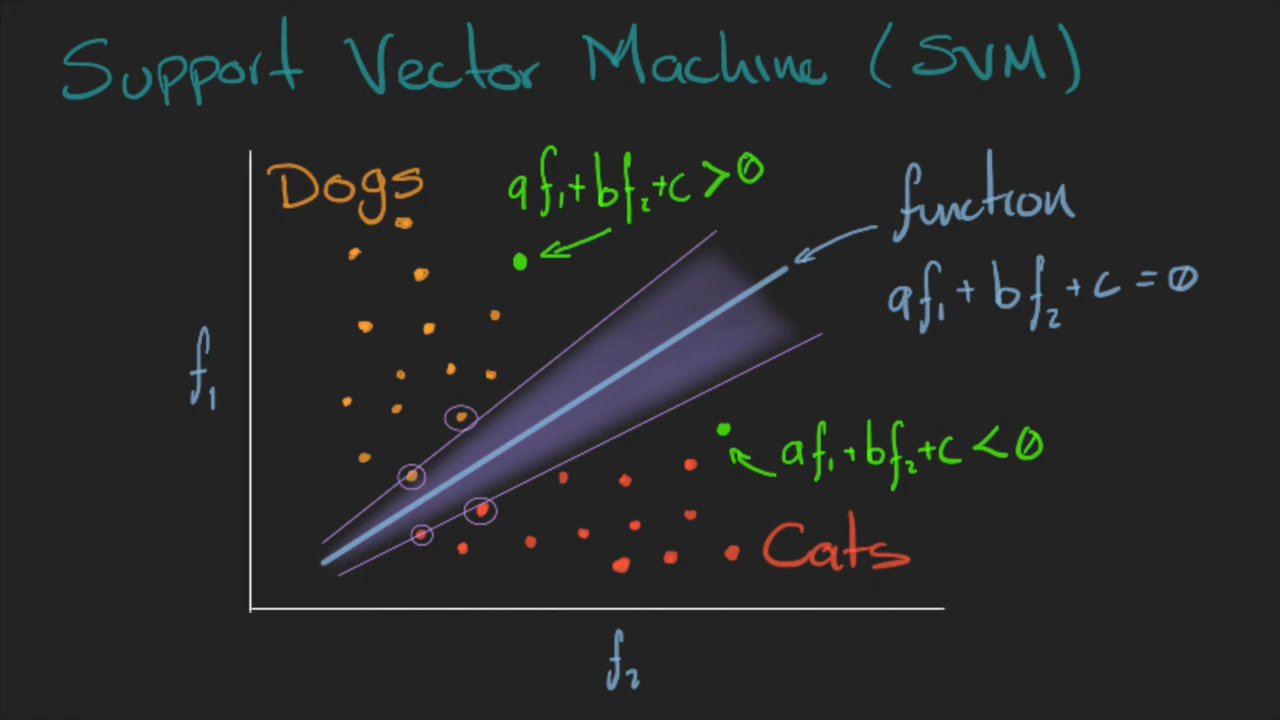 Support Vector Machine (SVM)
Dogs
af₁+bf₂+c>0
function
af₁+bf₂+c=0
f₁
af₁+bf₂+c<0
Cats
f₂